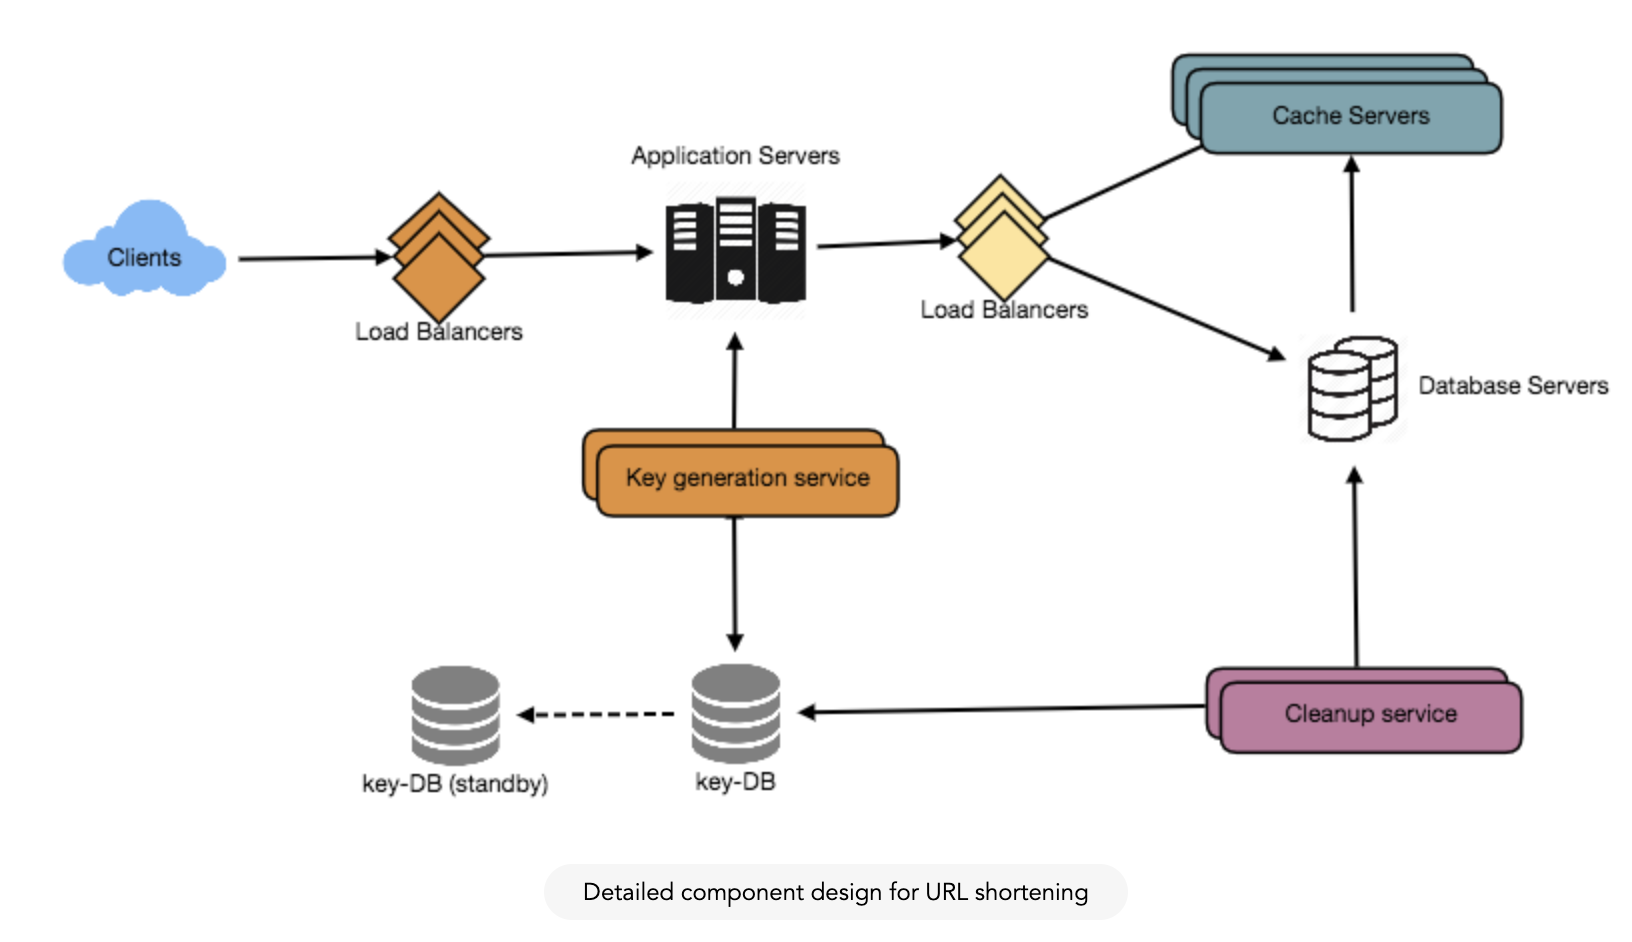 Cache Servers
Application Servers
Clients
Load Balancers
Load Balancers
Database Servers
Key generation service
Cleanup service
key-DB (standby)
key-DB
Detailed component design for URL shortening